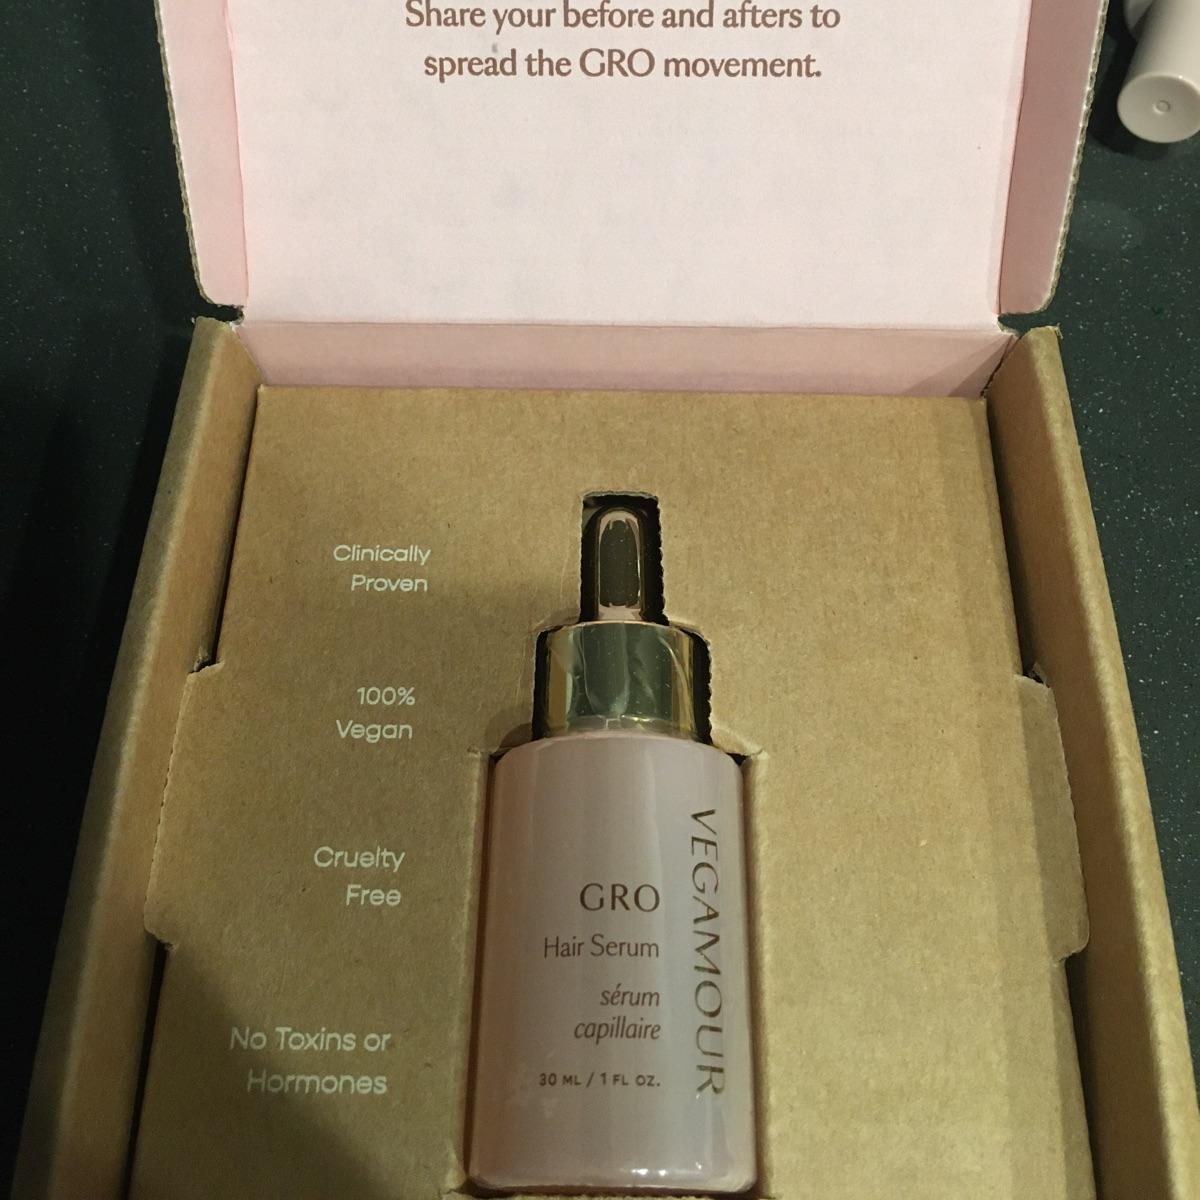 Share your before and afters to
spread the GRO movement.
Clinically
Proven
100%
Vegan
Cruelty
Free
No Toxins or
Hormones
GRO
Hair Serum
sérum
capillaire
30 ML / 1 FL OZ.
VEGAMOUR